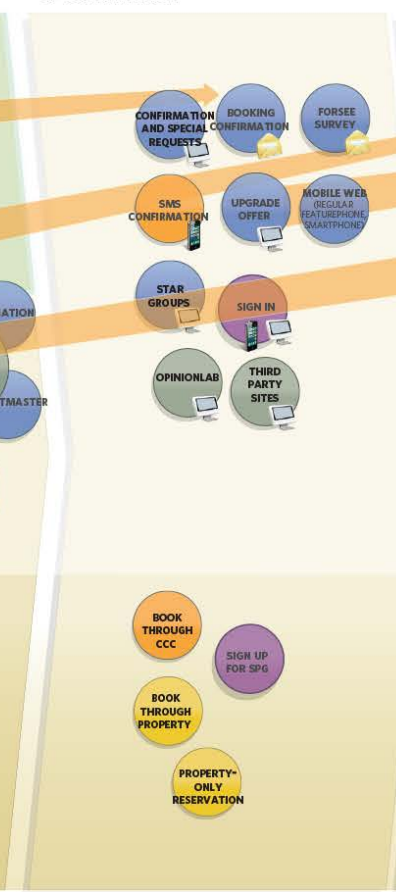 CONFIRMATION
AND SPECIAL
REQUESTS
BOOKING
CONFIRMATION
FORSEE
SURVEY
SMS
CONFIRMATION
UPGRADE
OFFER
MOBILE WEB
(REGULAR
FEATUREPHONE,
SMARTPHONE)
STAR
GROUPS
SIGN IN
ATION
OPINIONLAB
THIRD
PARTY
SITES
TMASTER
BOOK
THROUGH
CCC
SIGN UP
FOR SPG
BOOK
THROUGH
PROPERTY
PROPERTY-
ONLY
RESERVATION